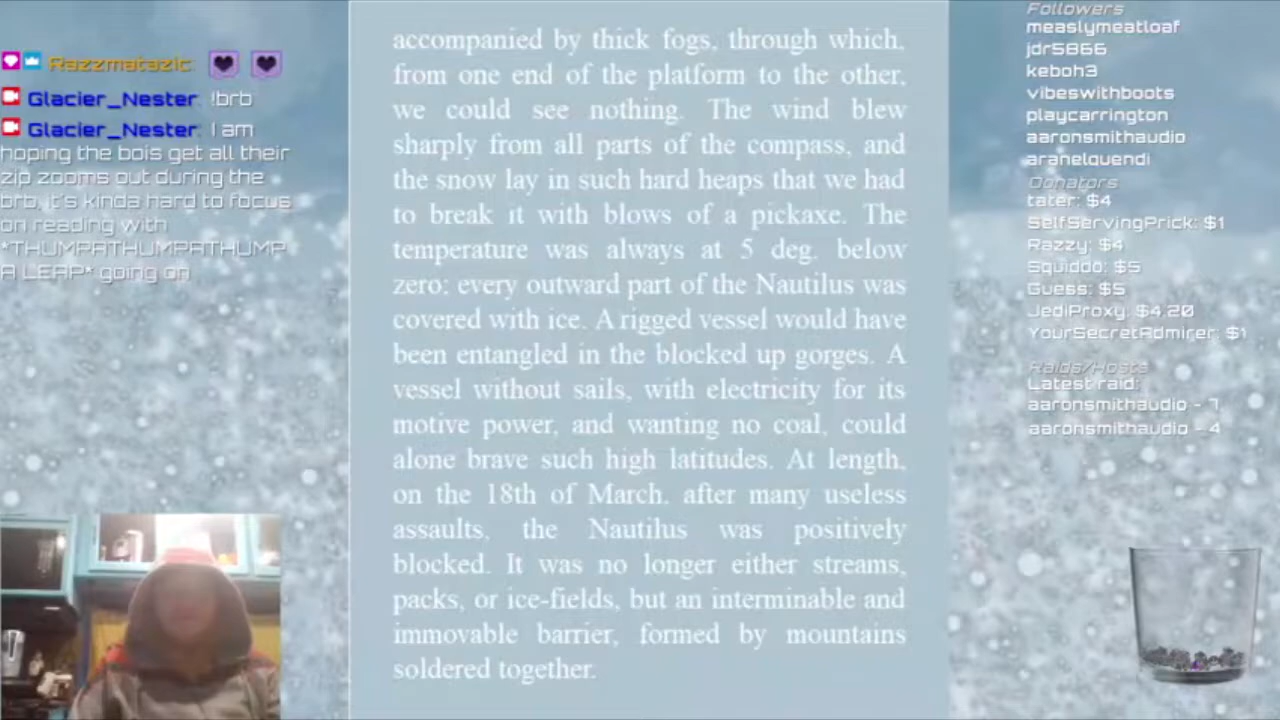 Razzmatazic:
Glacier_Nester: !brb
Glacier_Nester: I am
hoping the bois get all their
zip zooms out during the
brb, it's kinda hard to focus
on reading with
*THUMPATHUMPATHUMP
A LEAP* going on
accompanied by thick fogs, through which,
from one end of the platform to the other,
we could see nothing. The wind blew
sharply from all parts of the compass, and
the snow lay in such hard heaps that we had
to break it with blows of a pickaxe. The
temperature was always at 5 deg. below
zero; every outward part of the Nautilus was
covered with ice. A rigged vessel would have
been entangled in the blocked up gorges. A
vessel without sails, with electricity for its
motive power, and wanting no coal, could
alone brave such high latitudes. At length,
on the 18th of March, after many useless
assaults, the Nautilus was positively
blocked. It was no longer either streams,
packs, or ice-fields, but an interminable and
immovable barrier, formed by mountains
soldered together.
Followers
measlymeatloaf
jdr5866
keboh3
vibeswithboots
playcarrington
aaronsmithaudio
aranelquendi
Donators
tater: $4
SelfServingPrick: $1
Razzy: $4
Squiddo: $5
Guess: $5
JediProxy: $4.20
YourSecretAdmirer: $1
Raids/Hosts
Latest raid:
aaronsmithaudio - 7
aaronsmithaudio - 4